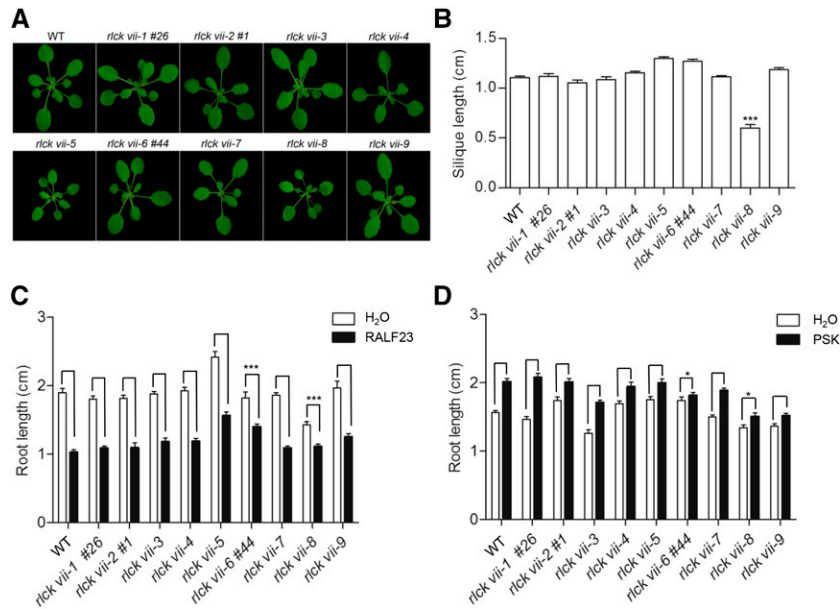 A
WT rlck vii-1 #26 rlck vii-2 #1 rlck vii-3 rlck vii-4
rlck vii-5 rlck vii-6 #44 rlck vii-7 rlck vii-8 rlck vii-9
B
Silique length (cm)
1.5
1.0
0.5
0.0
***
WT
rlck vii-1 #26
rlck vii-2 #1
rlck vii-3
rlck vii-4
rlck vii-5
rlck vii-6 #44
rlck vii-7
rlck vii-8
rlck vii-9
C
Root length (cm)
3
2
1
0
H₂O
RALF23
***
***
WT
rlck vii-1 #26
rlck vii-2 #1
rlck vii-3
rlck vii-4
rlck vii-5
rlck vii-6 #44
rlck vii-7
rlck vii-8
rlck vii-9
D
Root length (cm)
3
2
1
0
H₂O
PSK
*
*
WT
rlck vii-1 #26
rlck vii-2 #1
rlck vii-3
rlck vii-4
rlck vii-5
rlck vii-6 #44
rlck vii-7
rlck vii-8
rlck vii-9